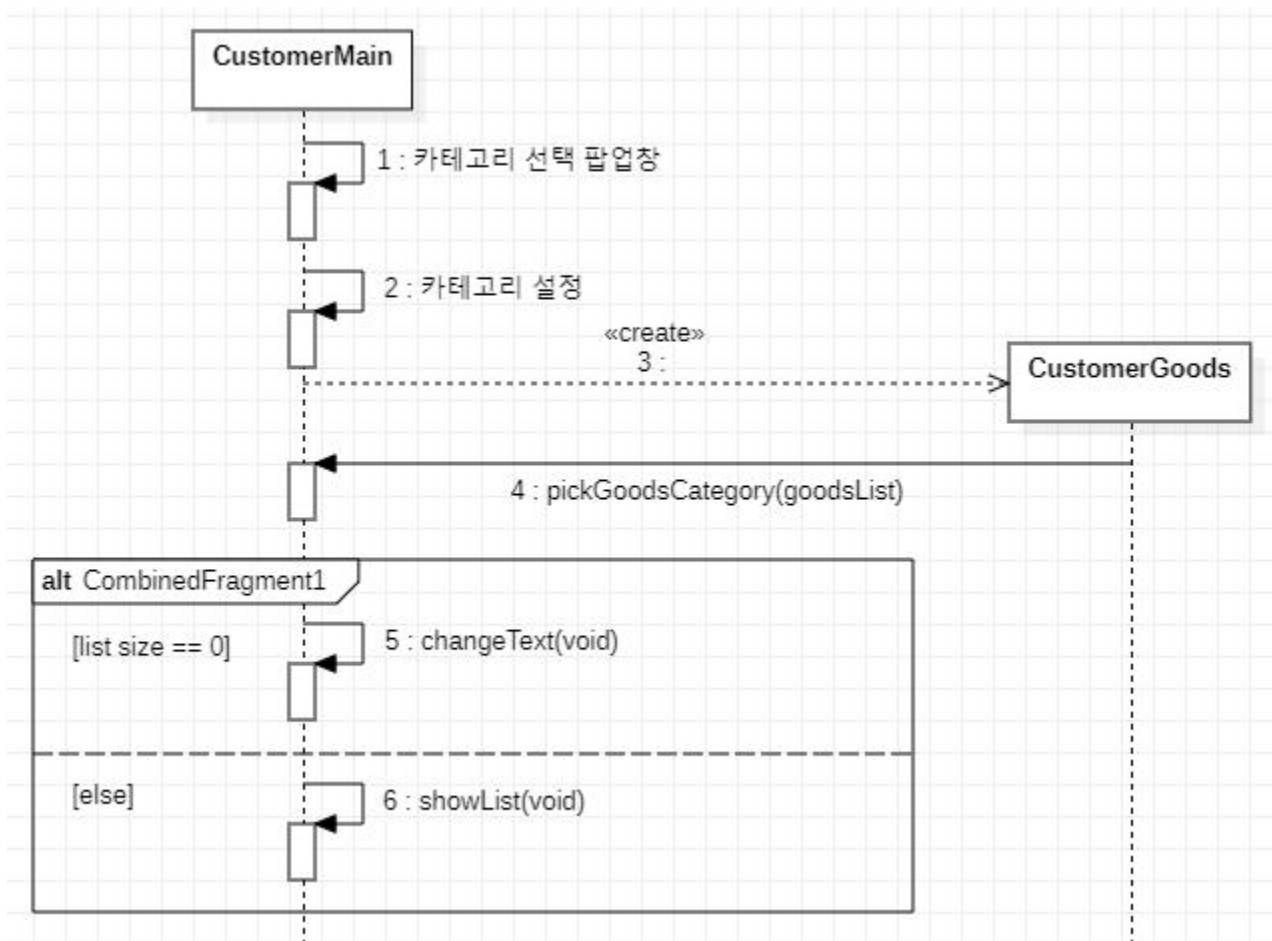 CustomerMain
1 : 카테고리 선택 팝업창
2 : 카테고리 설정
«create»
3 :
CustomerGoods
4 : pickGoodsCategory(goodsList)
alt CombinedFragment1
[list size == 0]
5 : changeText(void)
[else]
6 : showList(void)